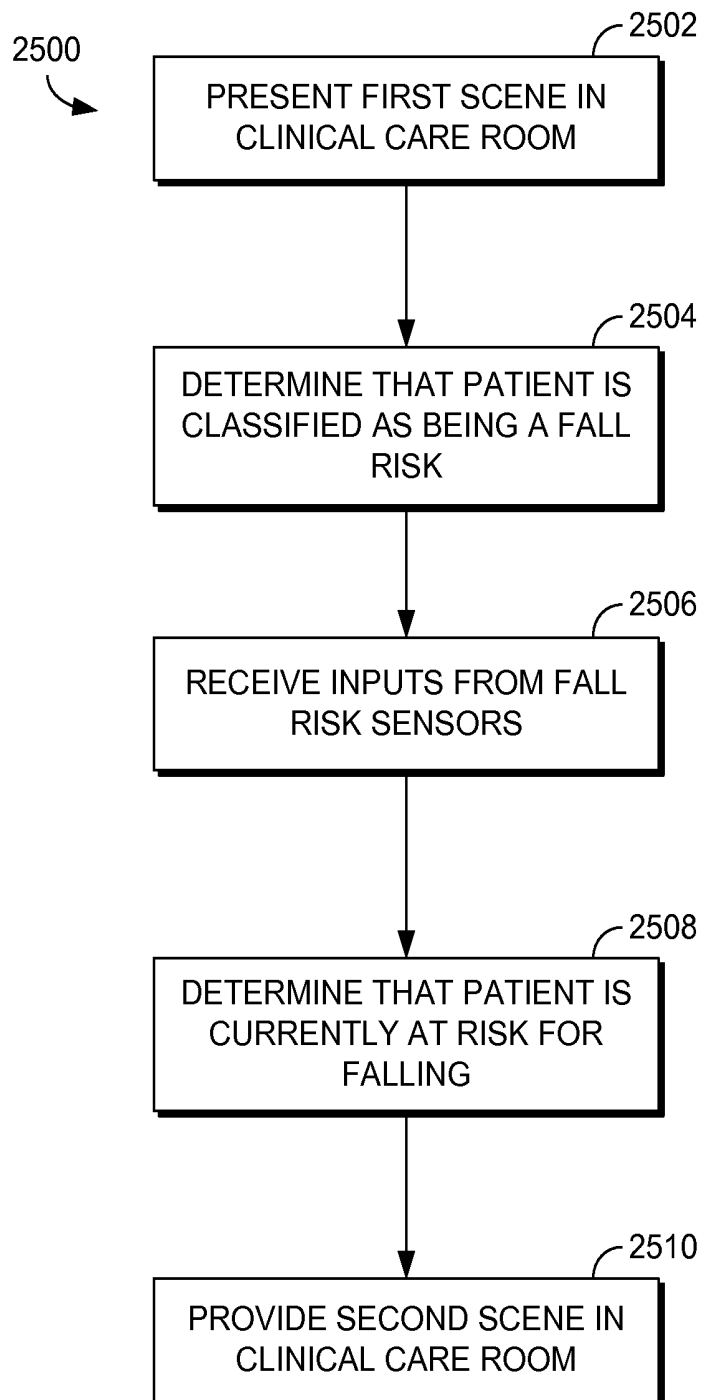 2500
2502
PRESENT FIRST SCENE IN
CLINICAL CARE ROOM
2504
DETERMINE THAT PATIENT IS
CLASSIFIED AS BEING A FALL
RISK
2506
RECEIVE INPUTS FROM FALL
RISK SENSORS
2508
DETERMINE THAT PATIENT IS
CURRENTLY AT RISK FOR
FALLING
2510
PROVIDE SECOND SCENE IN
CLINICAL CARE ROOM